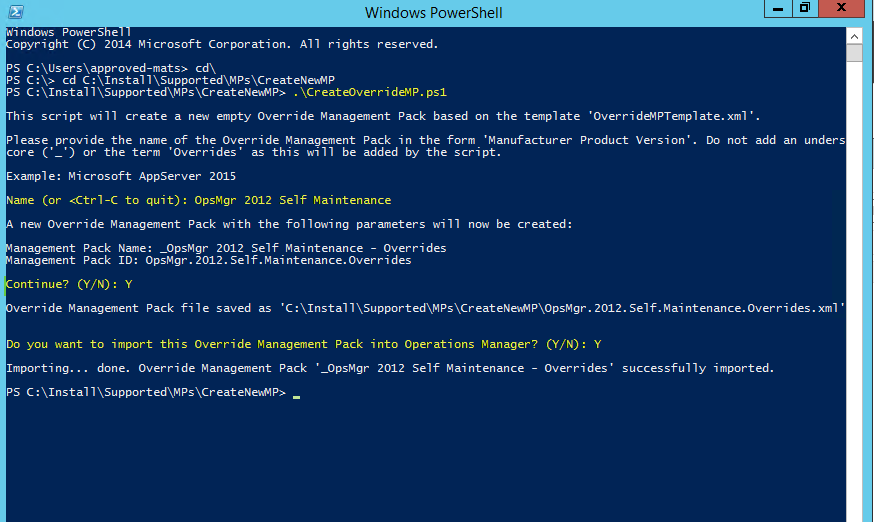 Windows PowerShell
Windows PowerShell
Copyright (C) 2014 Microsoft Corporation. All rights reserved.
PS C:\Users\approved-mats> cd\
PS C:\> cd C:\Install\Supported\MPs\CreateNewMP
PS C:\Install\Supported\MPs\CreateNewMP> .\CreateOverrideMP.ps1
This script will create a new empty Override Management Pack based on the template 'OverrideMPTemplate.xml'.
Please provide the name of the Override Management Pack in the form 'Manufacturer Product Version'. Do not add an unders
core ('_') or the term 'Overrides' as this will be added by the script.
Example: Microsoft AppServer 2015
Name (or <Ctrl-C to quit): OpsMgr 2012 Self Maintenance
A new Override Management Pack with the following parameters will now be created:
Management Pack Name: _OpsMgr 2012 Self Maintenance - Overrides
Management Pack ID: OpsMgr.2012.Self.Maintenance.Overrides
Continue? (Y/N): Y
Override Management Pack file saved as 'C:\Install\Supported\MPs\CreateNewMP\OpsMgr.2012.Self.Maintenance.Overrides.xml'
Do you want to import this Override Management Pack into Operations Manager? (Y/N): Y
Importing... done. Override Management Pack '_OpsMgr 2012 Self Maintenance - Overrides' successfully imported.
PS C:\Install\Supported\MPs\CreateNewMP> _